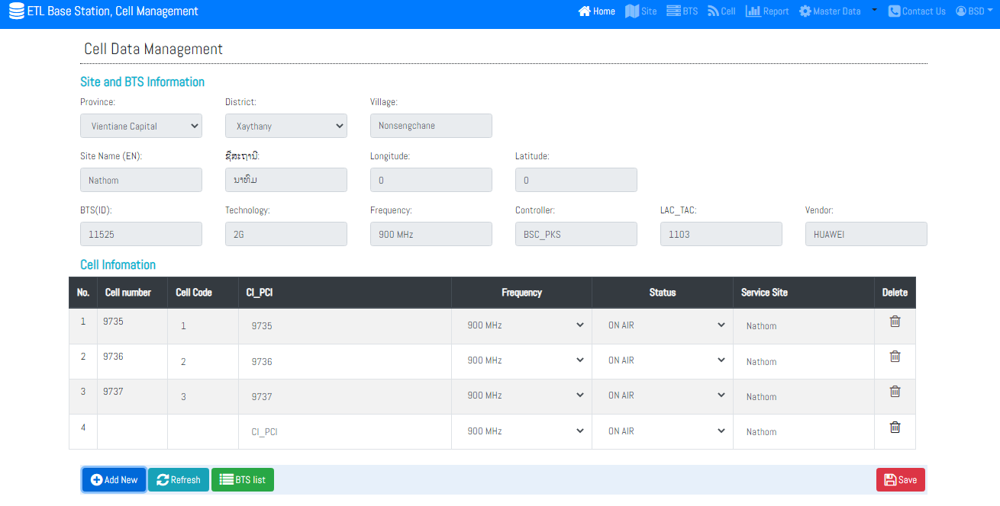 ETL Base Station, Cell Management Home Site BTS Cell Report Master Data Contact Us BSD
Cell Data Management
Site and BTS Information
Province: District: Village:
Vientiane Capital Xaythany Nonsengchane
Site Name (EN): ຊື່ສະຖານີ: Longitude: Latitude:
Nathom ນາທົມ 0 0
BTS(ID): Technology: Frequency: Controller: LAC_TAC: Vendor:
11525 2G 900 MHz BSC_PKS 1103 HUAWEI
Cell Infomation
No. Cell number Cell Code CI_PCI Frequency Status Service Site Delete
1 9735 1 9735 900 MHz ON AIR Nathom
2 9736 2 9736 900 MHz ON AIR Nathom
3 9737 3 9737 900 MHz ON AIR Nathom
4 CI_PCI 900 MHz ON AIR Nathom
Add New Refresh BTS list Save